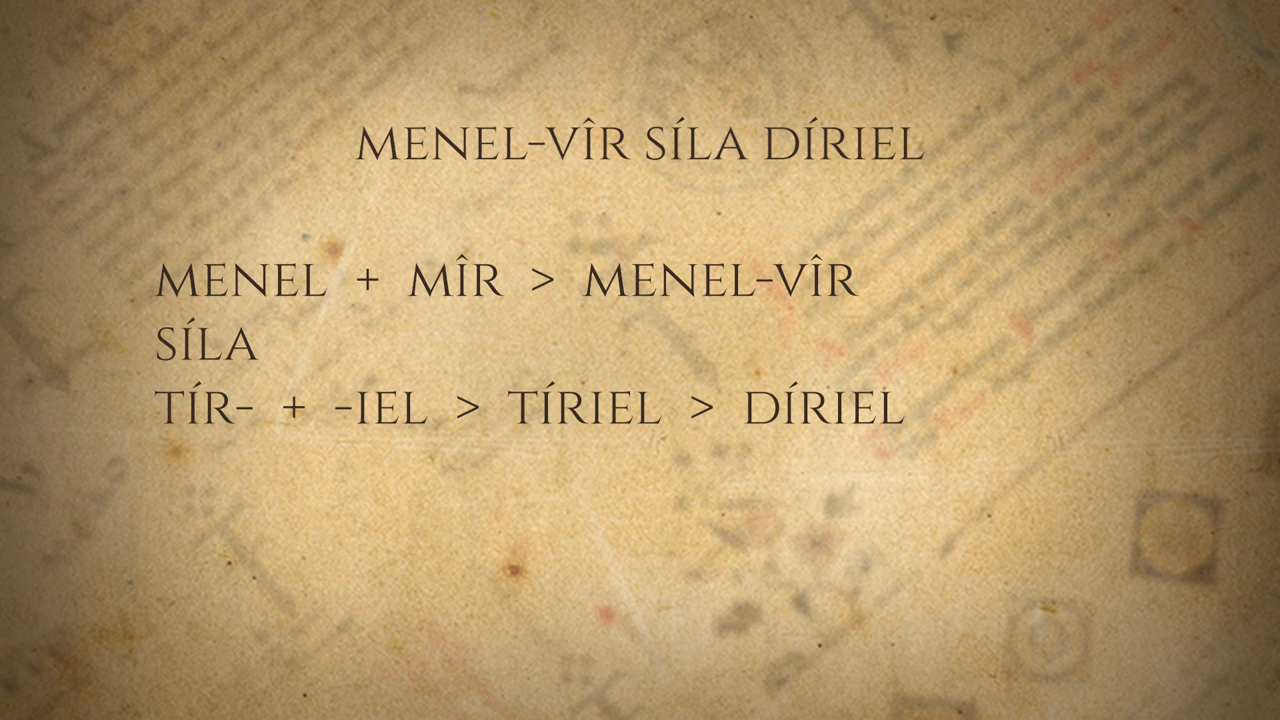 MENEL-VÎR SÍLA DÍRIEL
MENEL + MÎR > MENEL-VÎR
SÍLA
TÍR- + -IEL > TÍRIEL > DÍRIEL